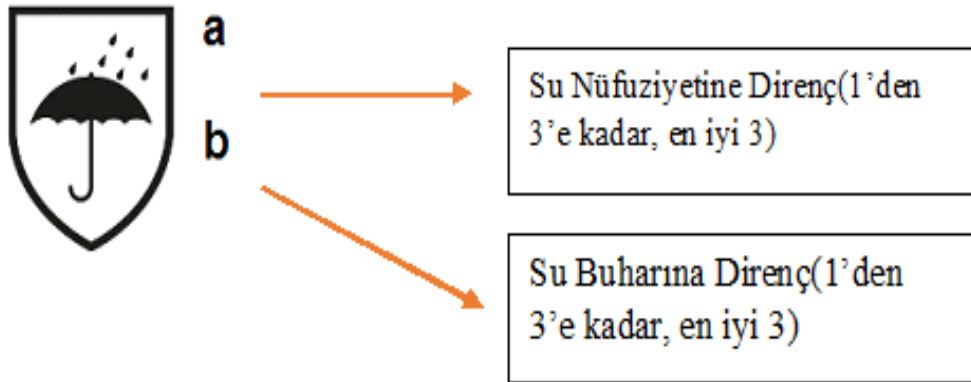 a
b
Su Nüfuziyetine Direnç(1’den
3’e kadar, en iyi 3)
Su Buharına Direnç(1’den
3’e kadar, en iyi 3)